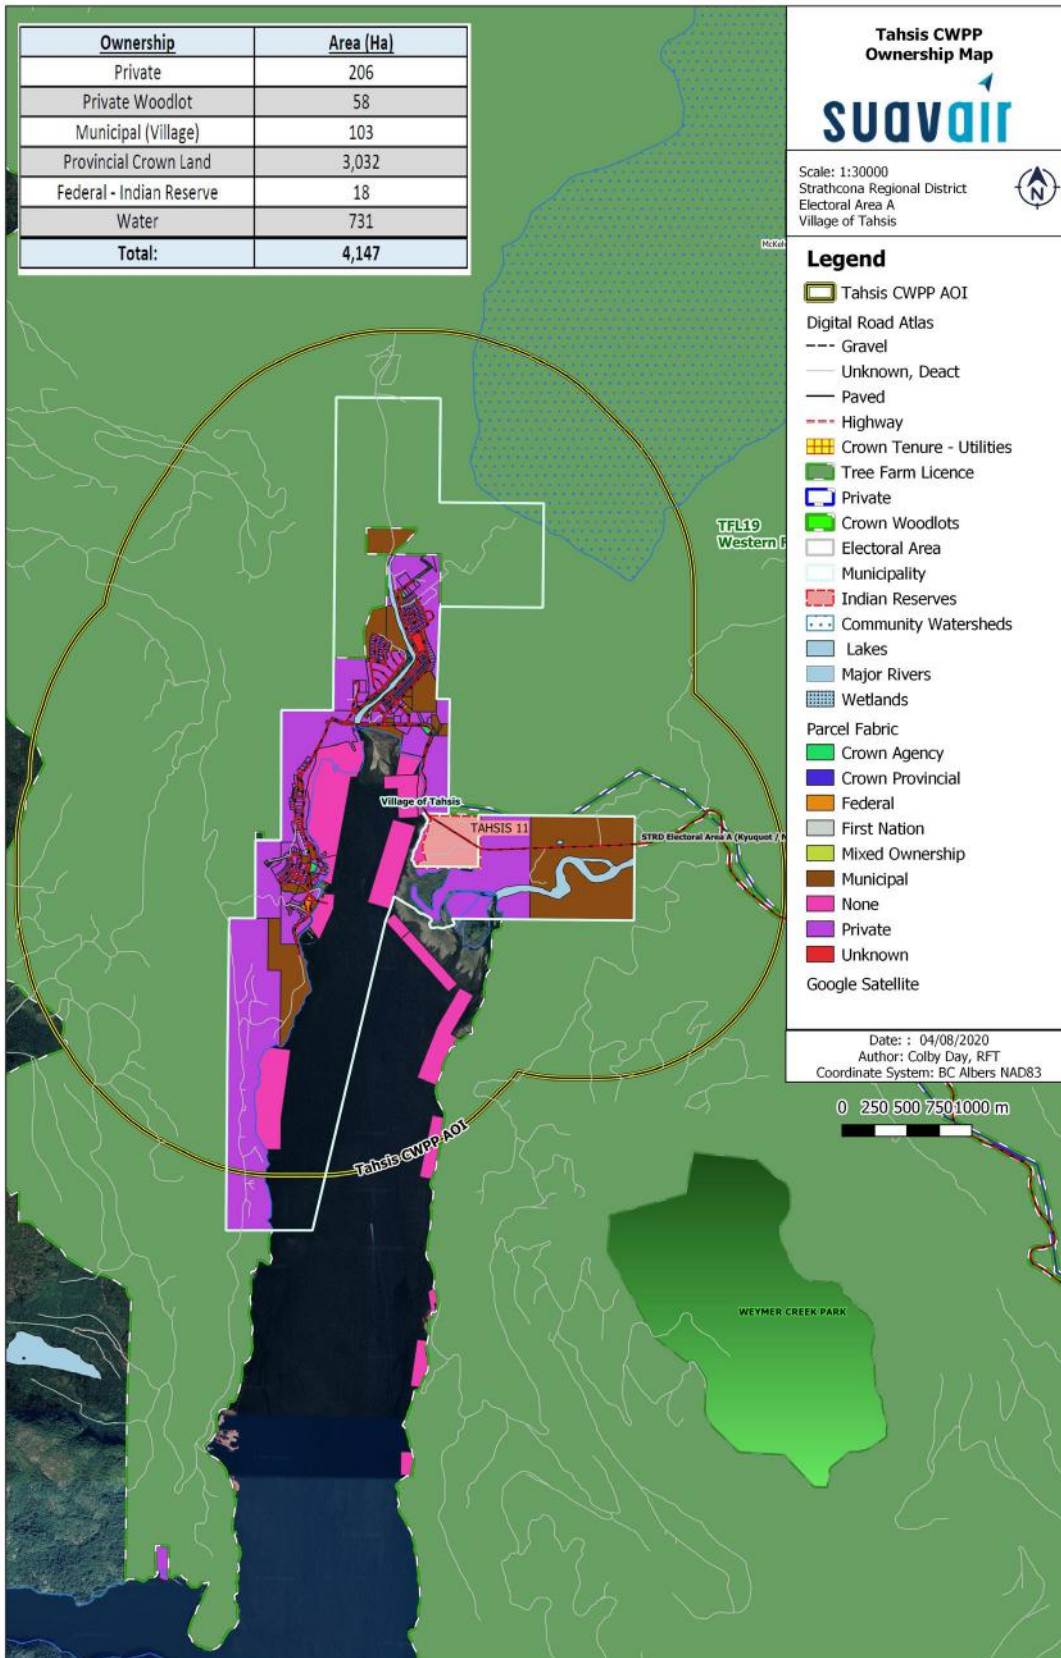 Ownership Area (Ha)
Private 206
Private Woodlot 58
Municipal (Village) 103
Provincial Crown Land 3,032
Federal - Indian Reserve 18
Water 731
Total: 4,147
Tahsis CWPP
Ownership Map
suavair
Scale: 1:30000
Strathcona Regional District
Electoral Area A
Village of Tahsis
N
Legend
Tahsis CWPP AOI
Digital Road Atlas
Gravel
Unknown, Deact
Paved
Highway
Crown Tenure - Utilities
Tree Farm Licence
Private
Crown Woodlots
Electoral Area
Municipality
Indian Reserves
Community Watersheds
Lakes
Major Rivers
Wetlands
Parcel Fabric
Crown Agency
Crown Provincial
Federal
First Nation
Mixed Ownership
Municipal
None
Private
Unknown
Google Satellite
Date: : 04/08/2020
Author: Colby Day, RFT
Coordinate System: BC Albers NAD83
0 250 500 7501000 m
TFL19
Western
Village of Tahsis
TAHSIS 11
STRD Electoral Area A (Kyuquot /
Tahsis CWPP AOI
WEYMER CREEK PARK